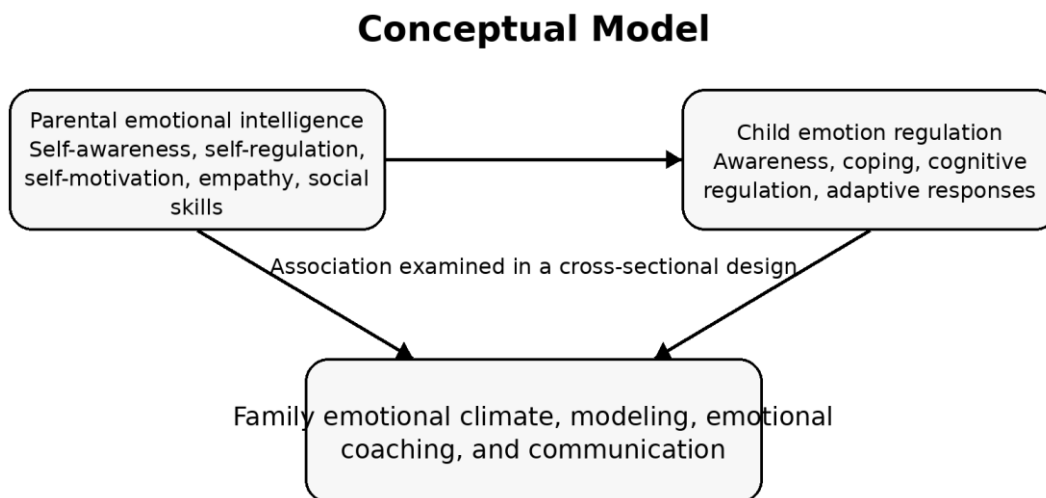 Conceptual Model
Parental emotional intelligence
Self-awareness, self-regulation,
self-motivation, empathy, social
skills
Child emotion regulation
Awareness, coping, cognitive
regulation, adaptive responses
Association examined in a cross-sectional design
Family emotional climate, modeling, emotional
coaching, and communication